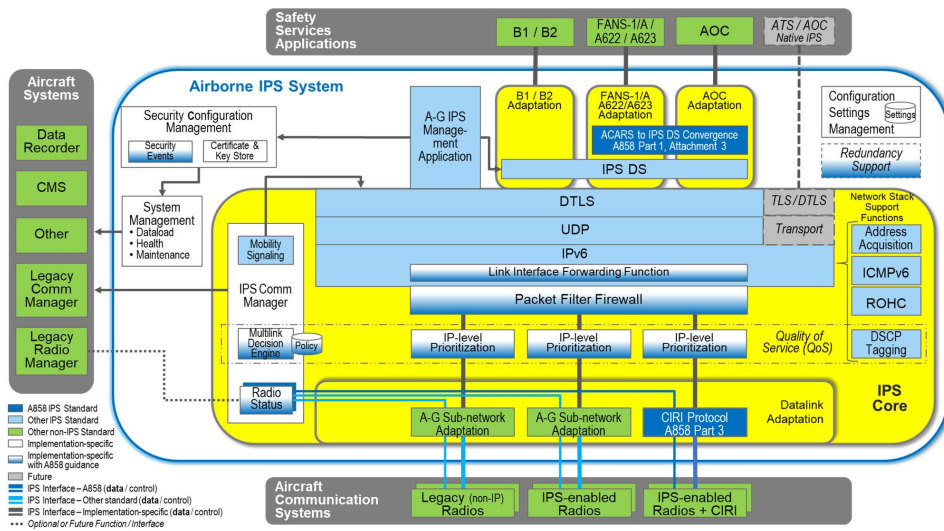 Safety
Services
Applications
B1 / B2
FANS-1/A
/ A622 / A623
AOC
ATS / AOC
Native IPS
Aircraft
Systems
Data
Recorder
CMS
Other
Legacy
Comm
Manager
Legacy
Radio
Manager
Airborne IPS System
Security Configuration
Management
Security
Events
Certificate &
Key Store
System
Management
• Dataload
• Health
• Maintenance
A-G IPS
Manage-
ment
Application
B1 / B2
Adaptation
FANS-1/A
A622/A623
Adaptation
AOC
Adaptation
ACARS to IPS DS Convergence
A858 Part 1, Attachment 3
IPS DS
Configuration
Settings
Management
Settings
Redundancy
Support
DTLS
UDP
IPv6
TLS/DTLS
Transport
Link Interface Forwarding Function
Packet Filter Firewall
Network Stack
Support
Functions
Address
Acquisition
ICMPv6
ROHC
DSCP
Tagging
Mobility
Signaling
IPS Comm
Manager
Multilink
Decision
Engine
Policy
Radio
Status
IP-level
Prioritization
IP-level
Prioritization
IP-level
Prioritization
Quality of
Service (QoS)
IPS
Core
A-G Sub-network
Adaptation
A-G Sub-network
Adaptation
CIRI Protocol
A858 Part 3
Datalink
Adaptation
Aircraft
Communication
Systems
Legacy (non-IP)
Radios
IPS-enabled
Radios
IPS-enabled
Radios + CIRI
A858 IPS Standard
Other IPS Standard
Other non-IPS Standard
Implementation-specific
Implementation-specific
with A858 guidance
Future
IPS Interface – A858 (data / control)
IPS Interface – Other standard (data / control)
IPS Interface – Implementation-specific (data / control)
Optional or Future Function / Interface